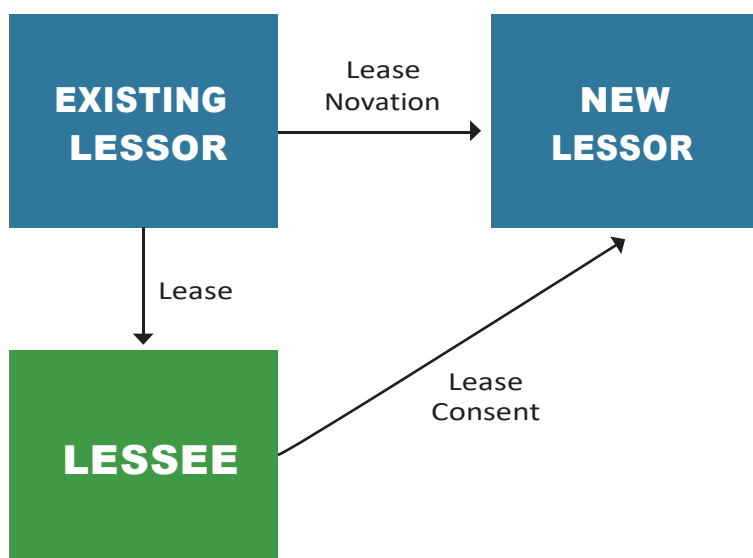 EXISTING
LESSOR
Lease
Novation
NEW
LESSOR
Lease
LESSEE
Lease
Consent